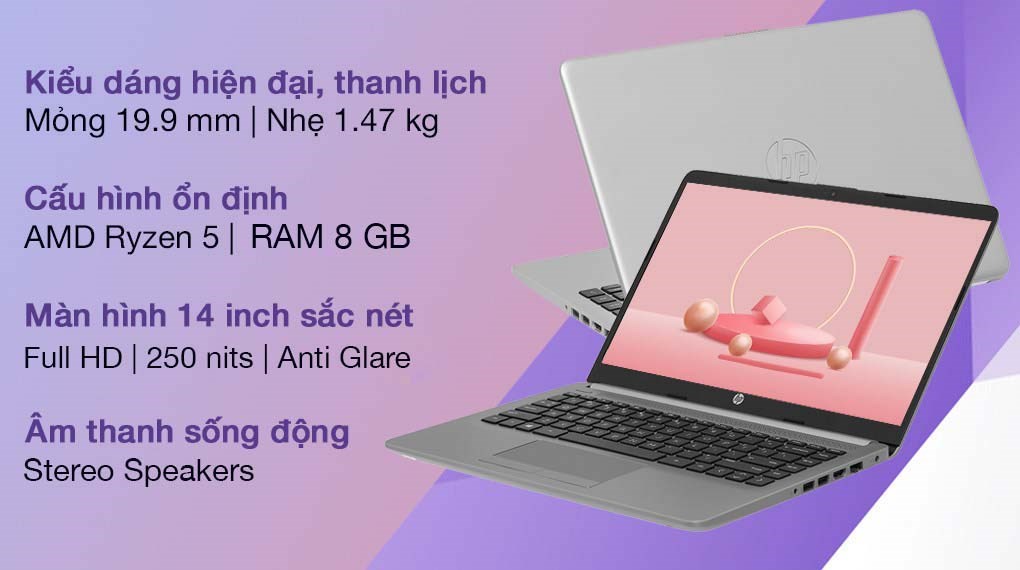 Kiểu dáng hiện đại, thanh lịch
Mỏng 19.9 mm | Nhẹ 1.47 kg
Cấu hình ổn định
AMD Ryzen 5 | RAM 8 GB
Màn hình 14 inch sắc nét
Full HD | 250 nits | Anti Glare
Âm thanh sống động
Stereo Speakers
hp
hp